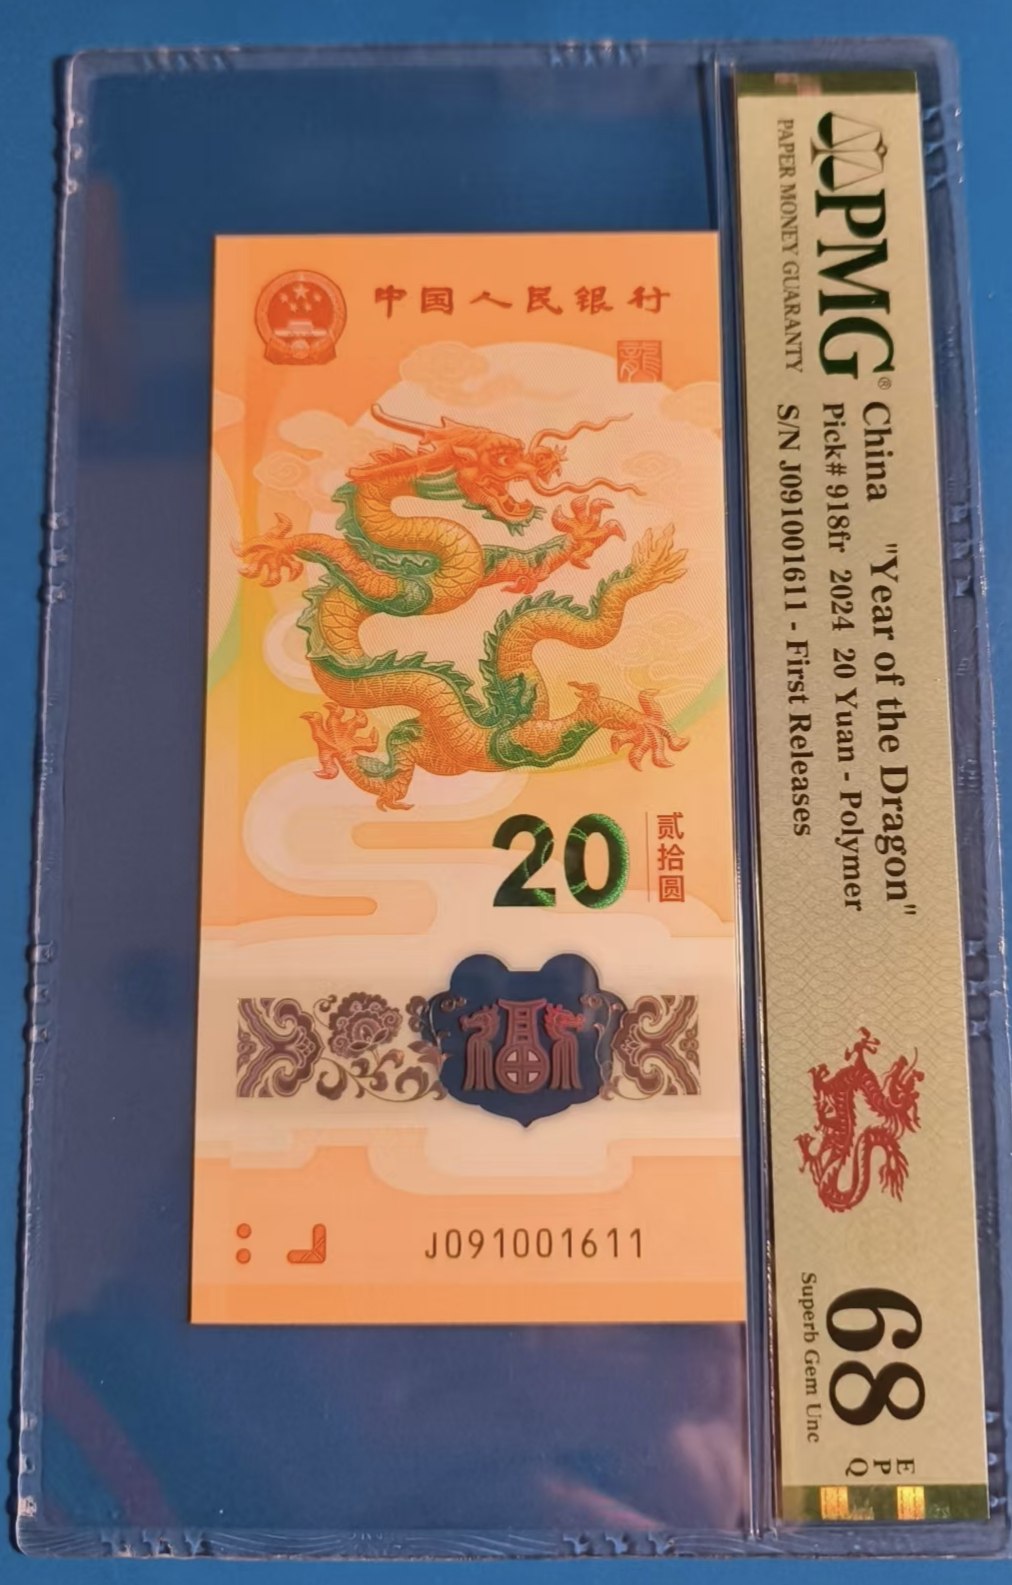 中国人民银行
龍
20
贰拾圆
J091001611
PMG®
PAPER MONEY GUARANTY
China "Year of the Dragon"
Pick# 918fr 2024 20 Yuan - Polymer
S/N J091001611 - First Releases
68
EPQ
Superb Gem Unc